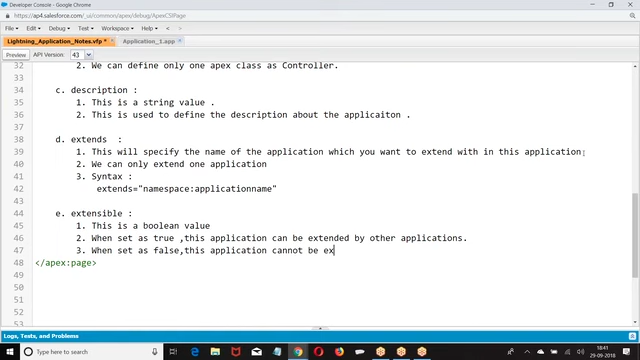 Developer Console - Google Chrome
https://ap4.salesforce.com/_ui/common/apex/debug/ApexCSIPage
File Edit Debug Test Workspace Help
Lightning_Application_Notes.vfp * Application_1.app
Preview API Version: 43
32 2. We can define only one apex class as Controller.
33
34 c. description :
35 1. This is a string value .
36 2. This is used to define the description about the applicaiton .
37
38 d. extends :
39 1. This will specify the name of the application which you want to extend with in this application
40 2. We can only extend one application
41 3. Syntax :
42 extends="namespace:applicationname"
43
44 e. extensible :
45 1. This is a boolean value
46 2. When set as true ,this application can be extended by other applications.
47 3. When set as false,this application cannot be ex
48 </apex:page>
49
50
51
52
53
Logs, Tests, and Problems
Type here to search
18:41
29-09-2018